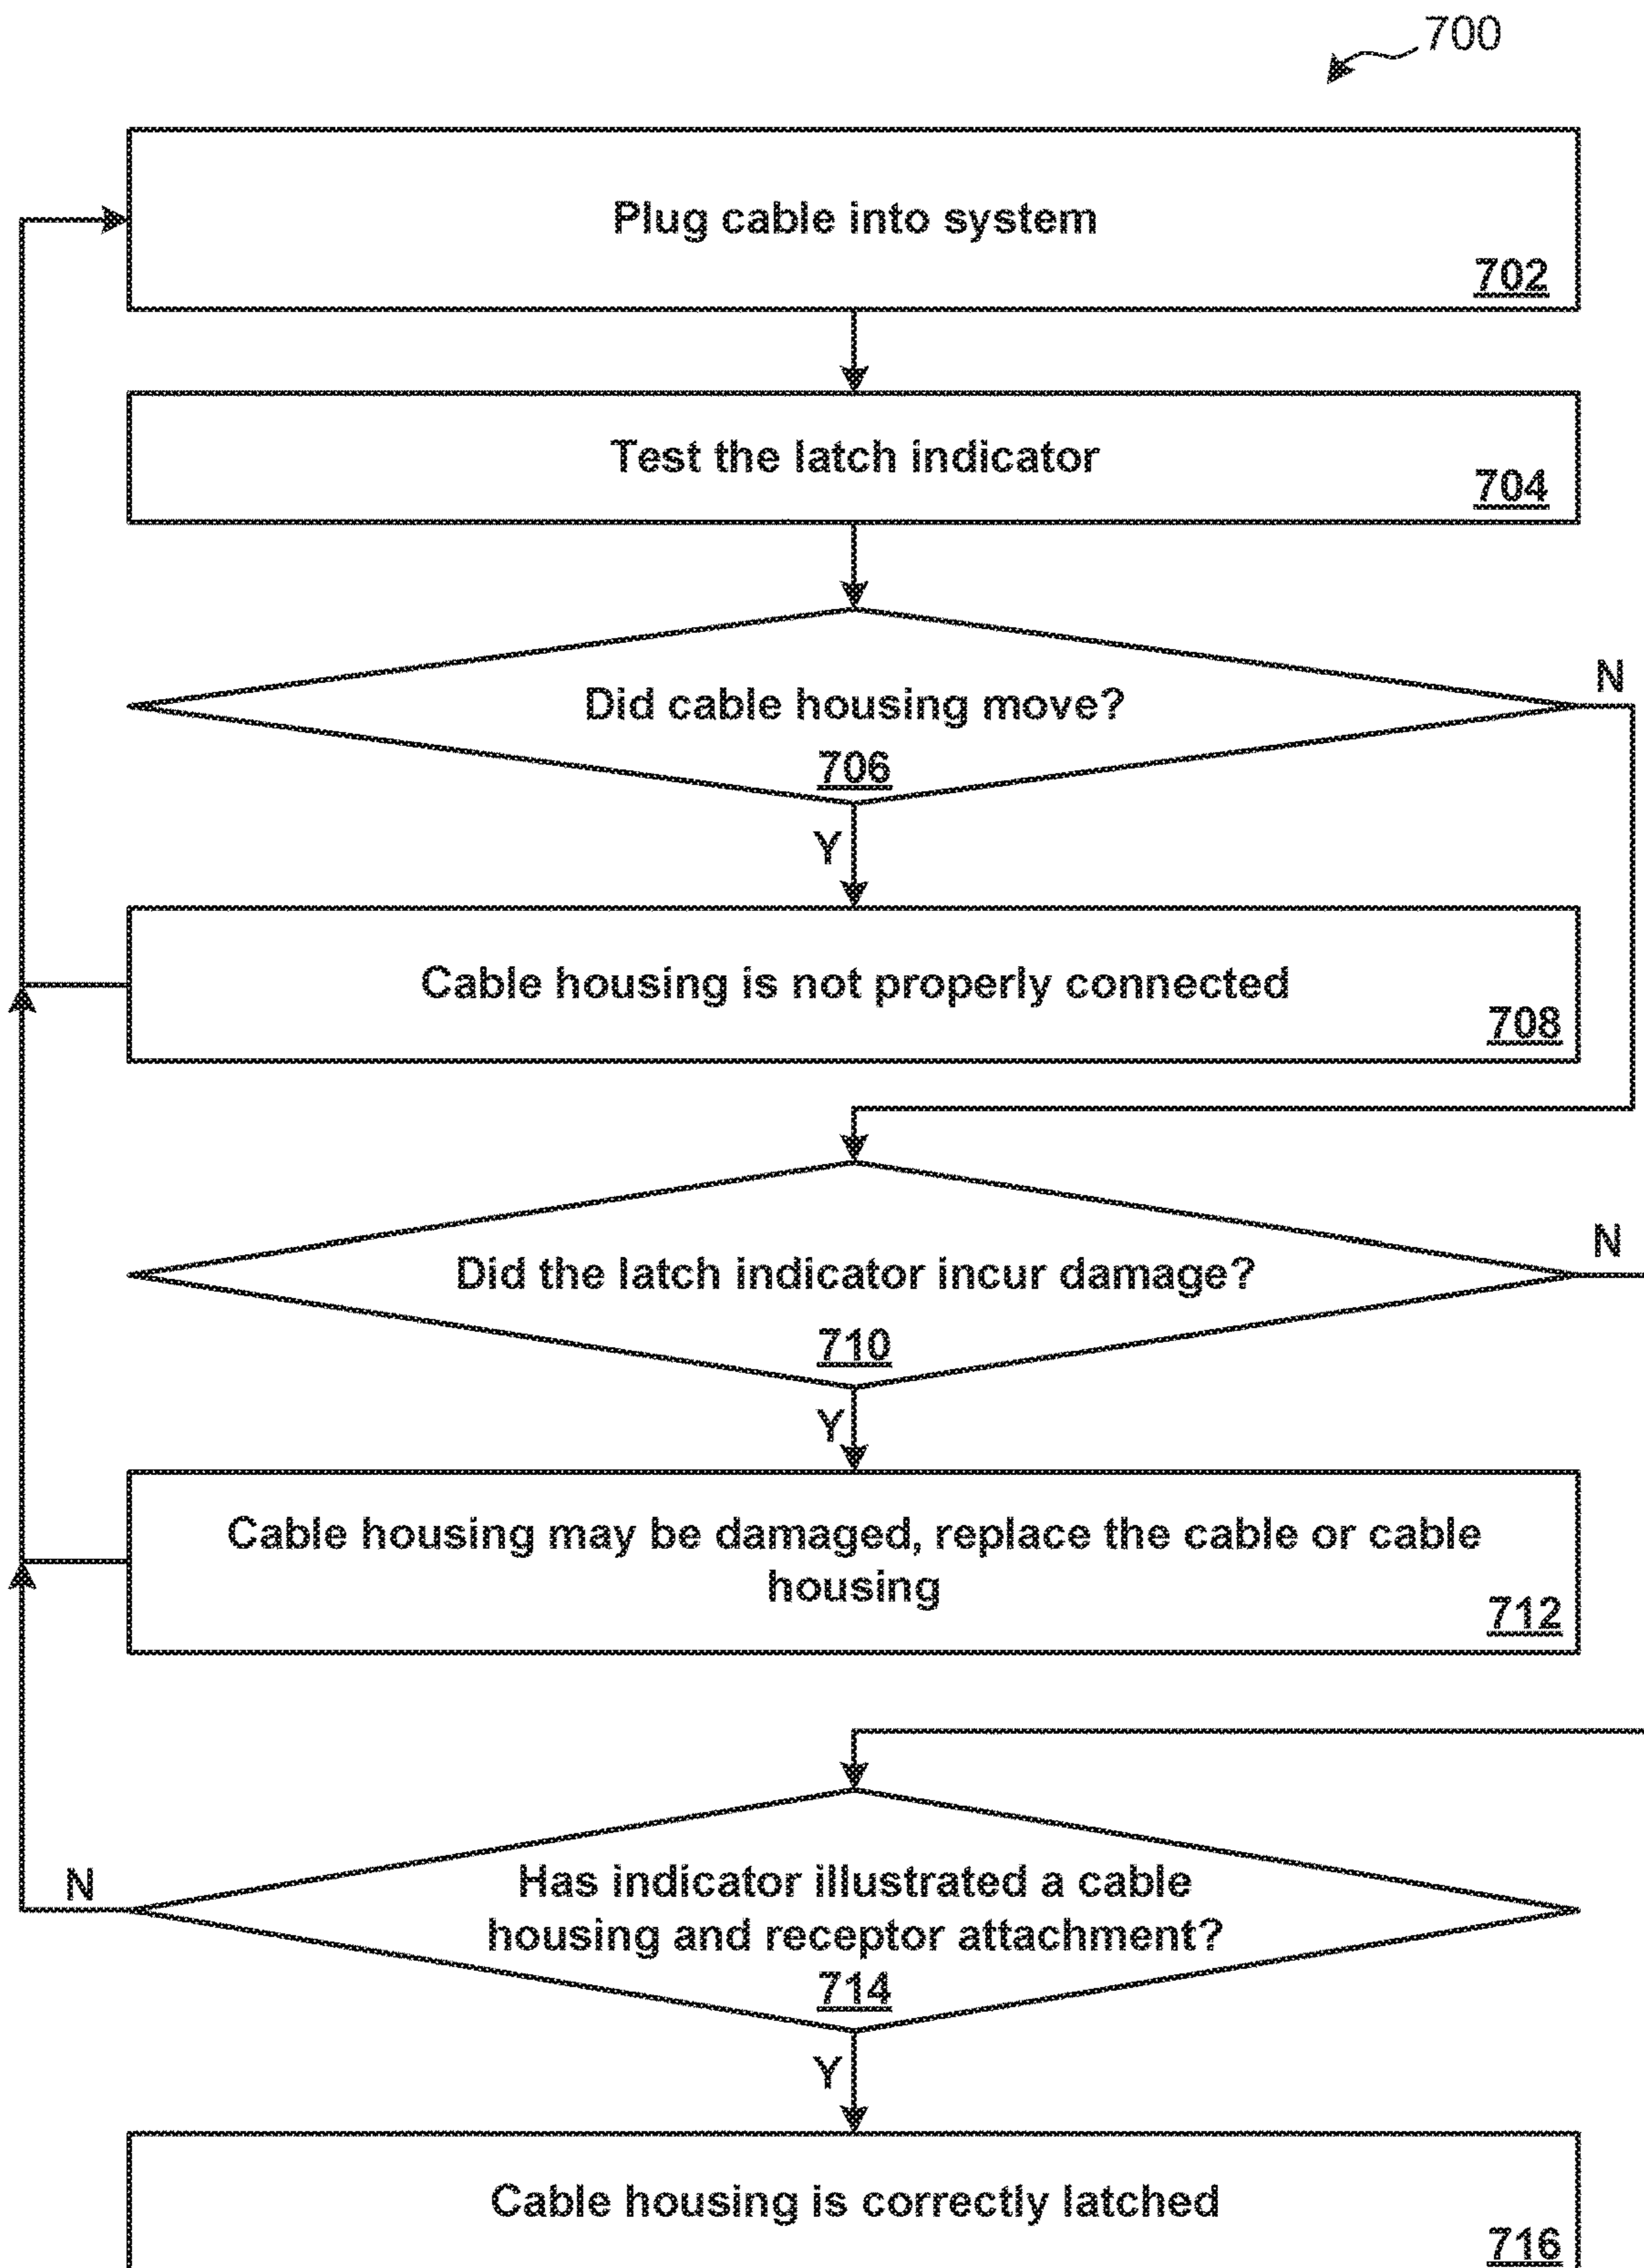 700
Plug cable into system
702
Test the latch indicator
704
Did cable housing move?
706
N
Y
Cable housing is not properly connected
708
Did the latch indicator incur damage?
710
N
Y
Cable housing may be damaged, replace the cable or cable
housing
712
Has indicator illustrated a cable
housing and receptor attachment?
714
N
Y
Cable housing is correctly latched
716